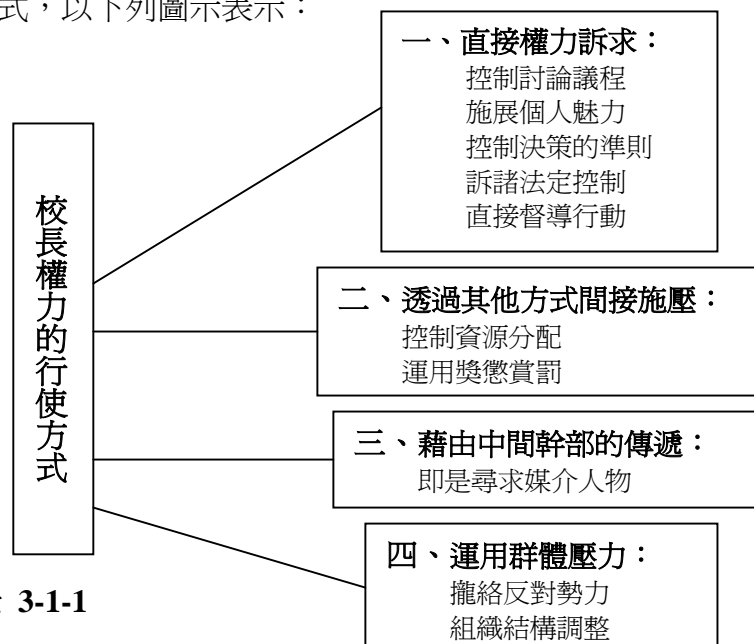 式，以下列圖示表示：
一、直接權力訴求：
控制討論議程
施展個人魅力
控制決策的準則
訴諸法定控制
直接督導行動
校長權力的行使方式
二、透過其他方式間接施壓：
控制資源分配
運用獎懲賞罰
三、藉由中間幹部的傳遞：
即是尋求媒介人物
四、運用群體壓力：
攏絡反對勢力
組織結構調整
3-1-1